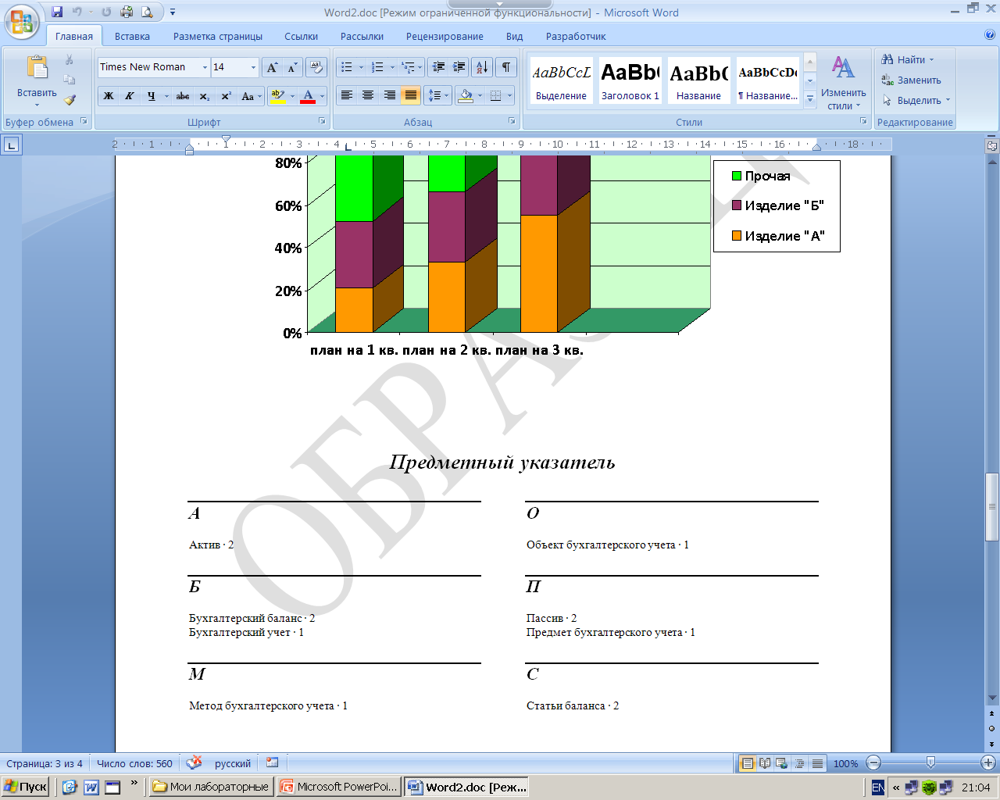 Word2.doc [Режим ограниченной функциональности] - Microsoft Word
Главная Вставка Разметка страницы Ссылки Рассылки Рецензирование Вид Разработчик
Вставить
Буфер обмена
Times New Roman 14
Ж К Ч abc x₂ x² Aa ab A
Шрифт
Абзац
AaBbCcL AaBb AaBbC AaBbCcD
Выделение Заголовок 1 Название ¶ Название...
Стили
Изменить стили
Найти
Заменить
Выделить
Редактирование
2 1 1 2 3 4 5 6 7 8 9 10 11 12 13 14 15 16 18
80%
60%
40%
20%
0%
план на 1 кв. план на 2 кв. план на 3 кв.
Прочая
Изделие "Б"
Изделие "А"
ОБРАЗЕЦ
Предметный указатель
А
Актив · 2
Б
Бухгалтерский баланс · 2
Бухгалтерский учет · 1
М
Метод бухгалтерского учета · 1
О
Объект бухгалтерского учета · 1
П
Пассив · 2
Предмет бухгалтерского учета · 1
С
Статьи баланса · 2
Страница: 3 из 4 Число слов: 560 русский 100%
Пуск » Мои лабораторные Microsoft PowerPoi... Word2.doc [Реж... EN « 21:04